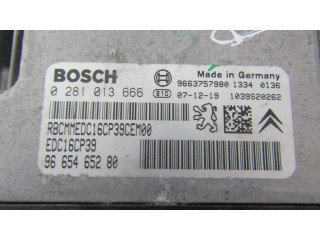 Made in Germany
BOSCH 9663757980 1334 0136
0 281 013 666 810 07-12-19 1039S20262
RBCMMEDC16CP39CEM00
EDC16CP39
96 654 652 80